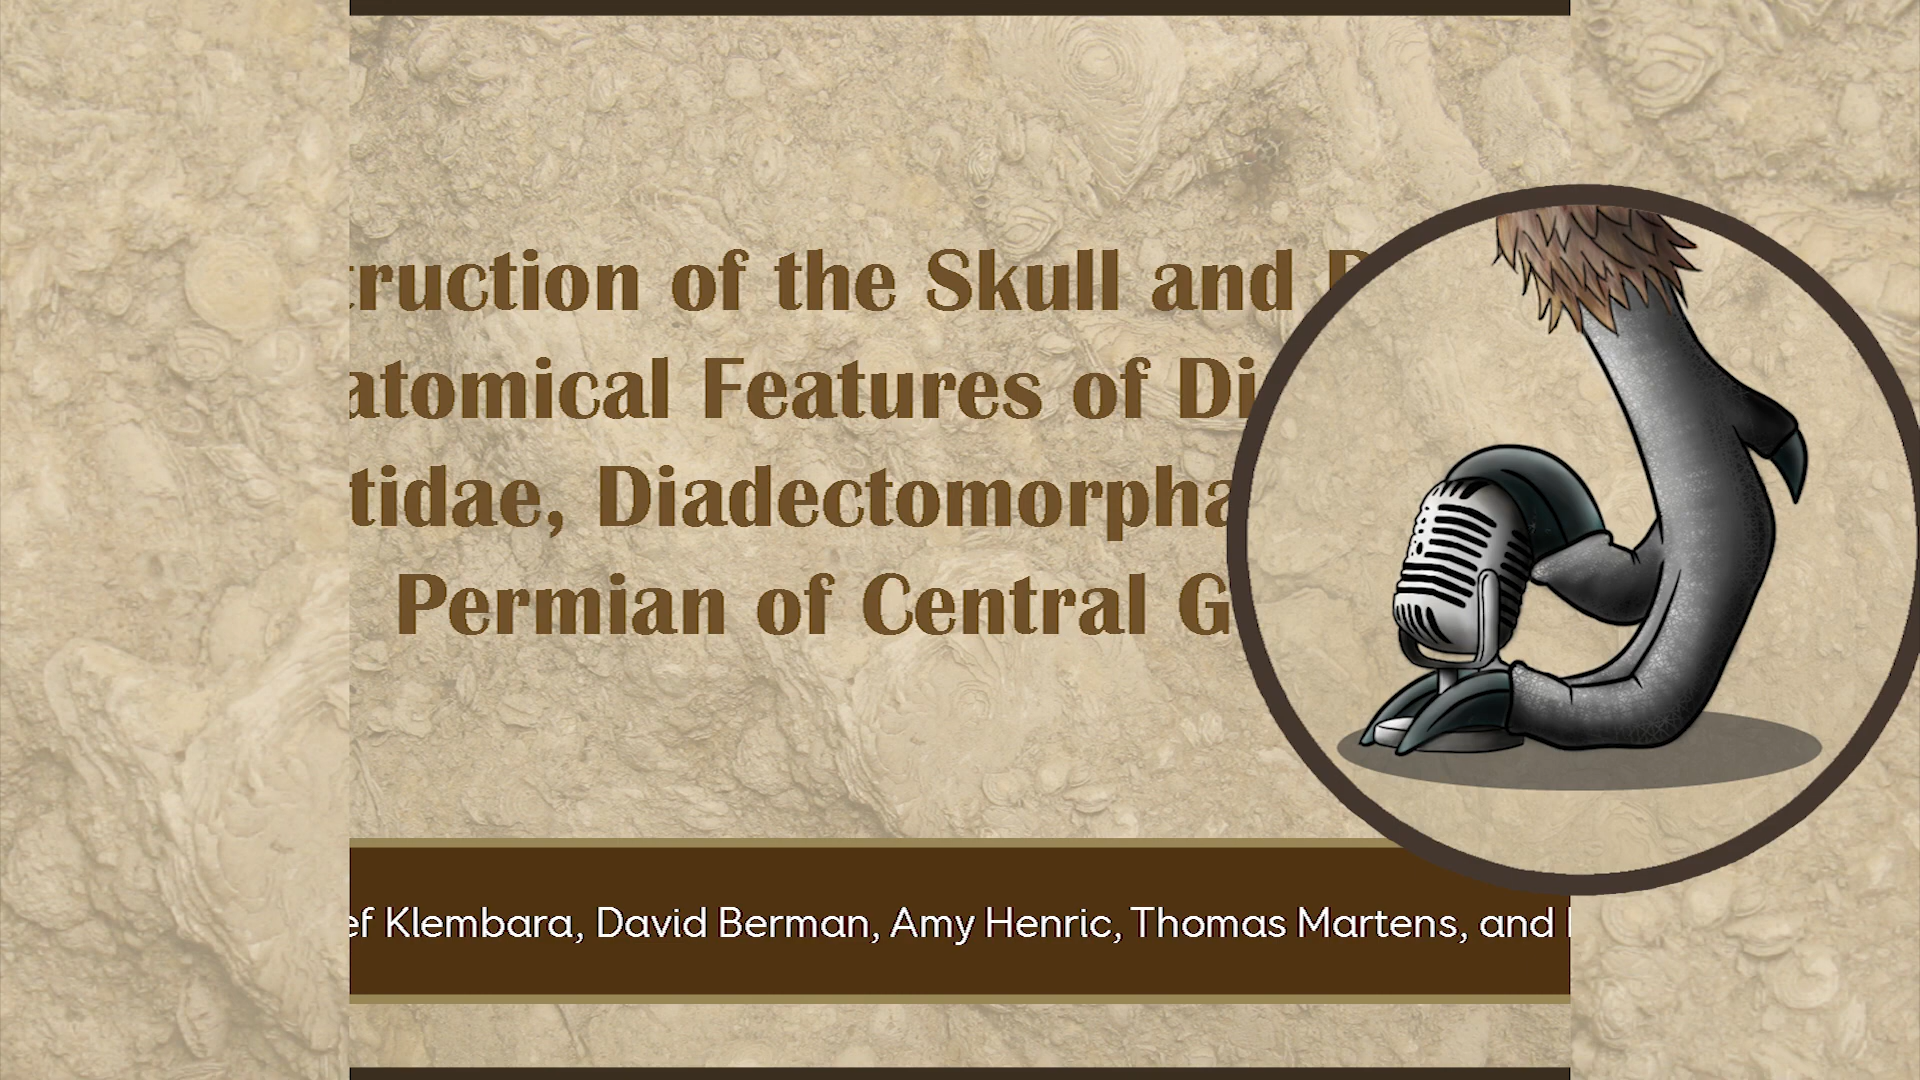 truction of the Skull and
atomical Features of Di
tidae, Diadectomorpha
Permian of Central G
ef Klembara, David Berman, Amy Henric, Thomas Martens, and